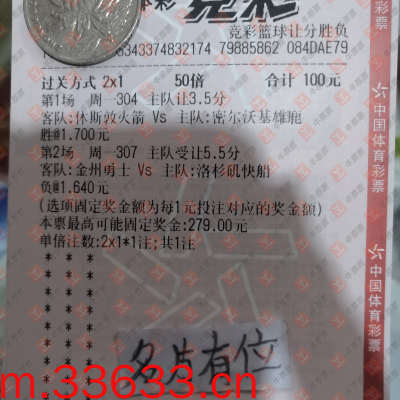 体彩 竞彩
竞彩篮球让分胜负
6343374832174 79885862 084DAE79
过关方式 2x1 50倍 合计 100元
第1场 周一304 主队让3.5分
客队:休斯敦火箭 Vs 主队:密尔沃基雄鹿
胜@1.700元
第2场 周一307 主队受让5.5分
客队:金州勇士 Vs 主队:洛杉矶快船
负@1.640元
(选项固定奖金额为每1元投注对应的奖金额)
本票最高可能固定奖金:279.00元
单倍注数:2x1*1注;共1注
中国体育彩票
中国体育彩票
彩票
名片有位
m.33633.cn